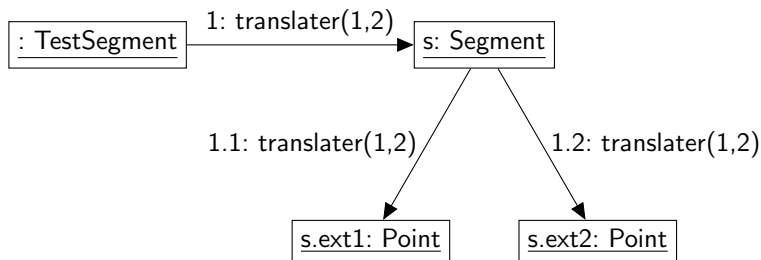 1: translater(1,2)
: TestSegment
s: Segment
1.1: translater(1,2)
1.2: translater(1,2)
s.ext1: Point
s.ext2: Point